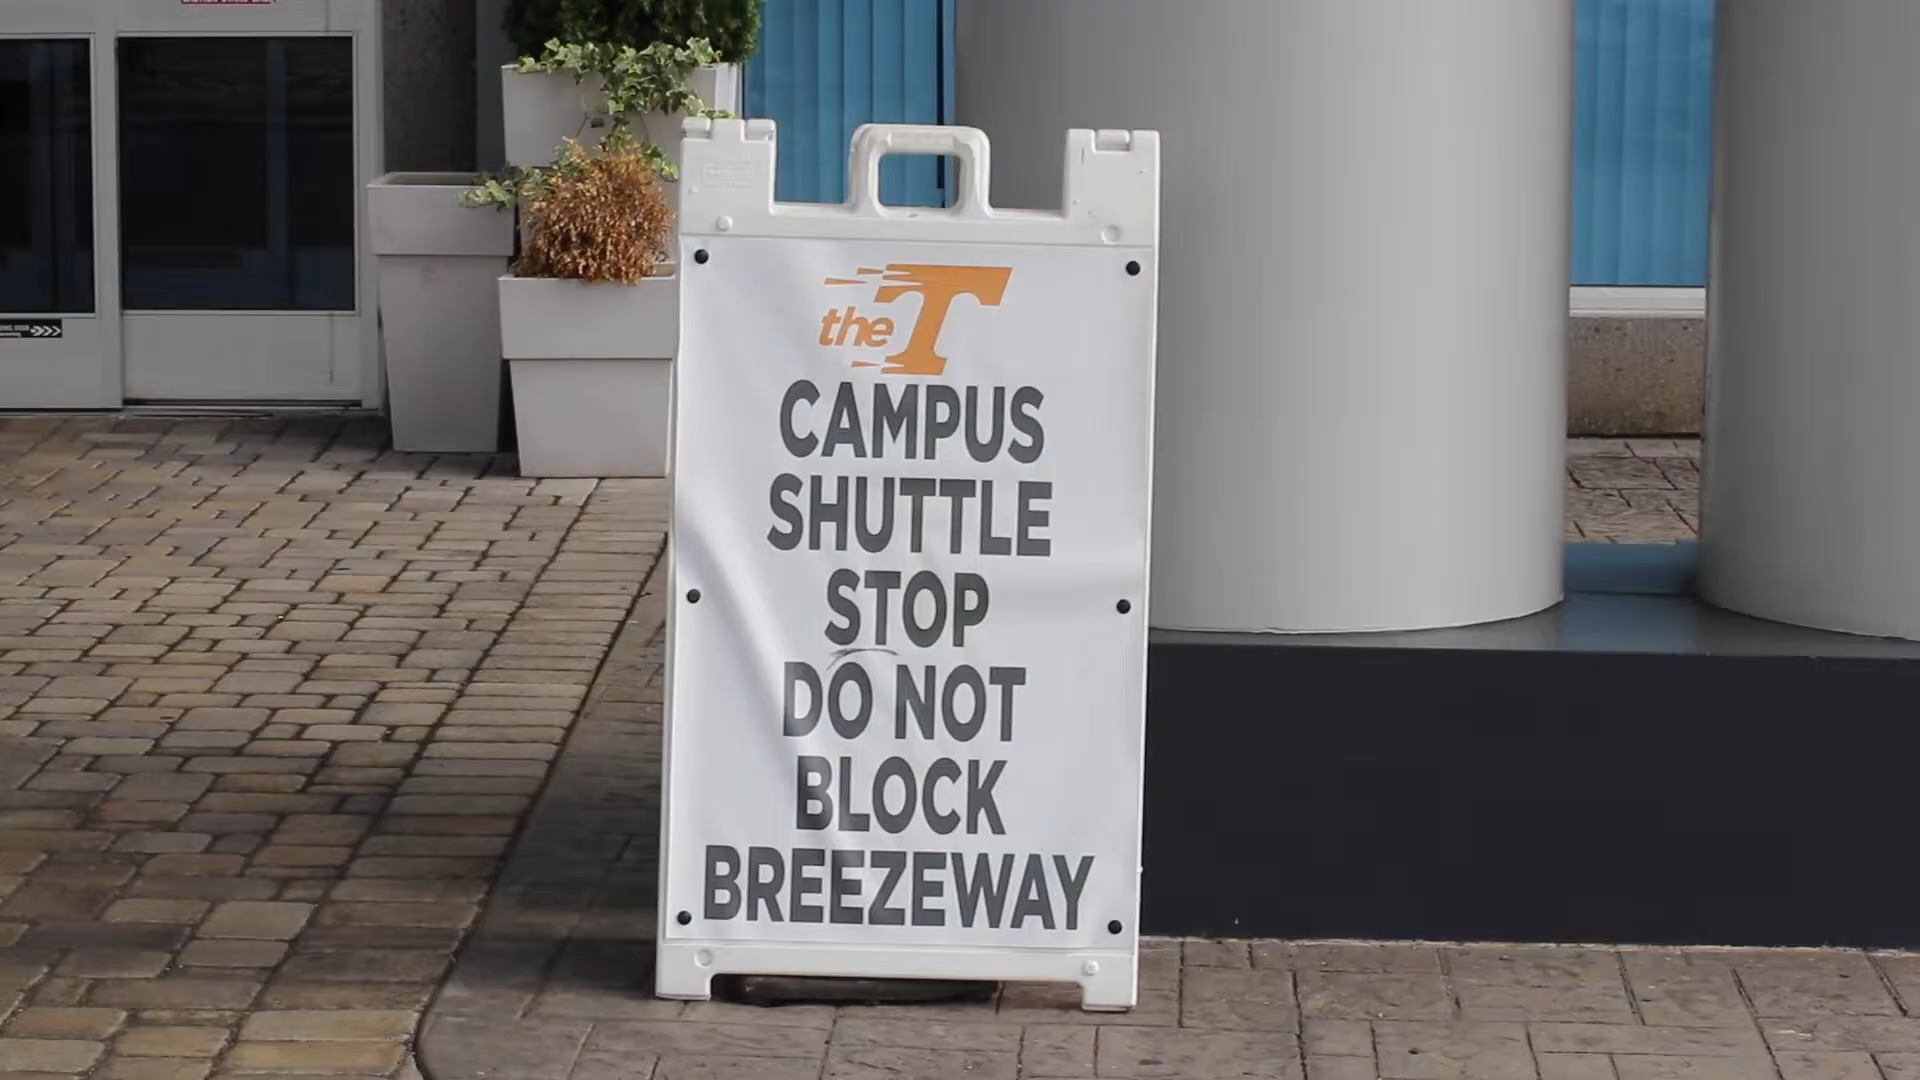 the T
CAMPUS
SHUTTLE
STOP
DO NOT
BLOCK
BREEZEWAY